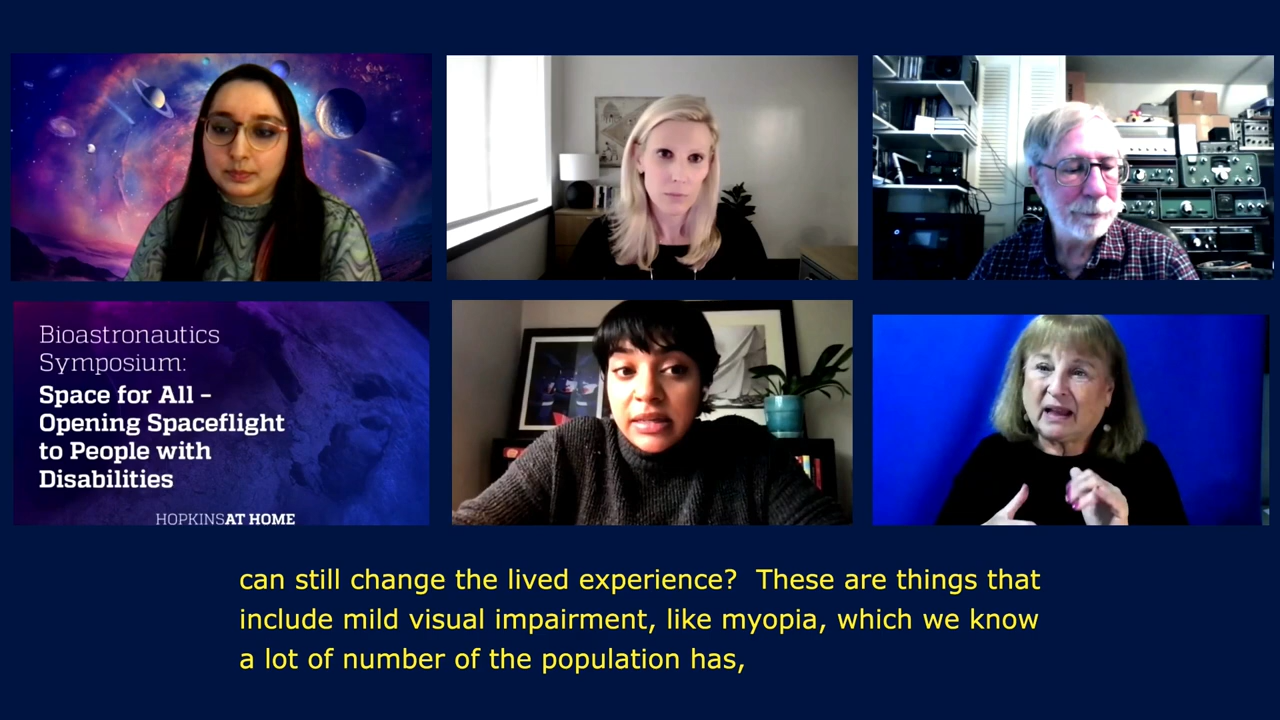 Bioastronautics
Symposium:
Space for All –
Opening Spaceflight
to People with
Disabilities
HOPKINSAT HOME
can still change the lived experience?  These are things that
include mild visual impairment, like myopia, which we know
a lot of number of the population has,